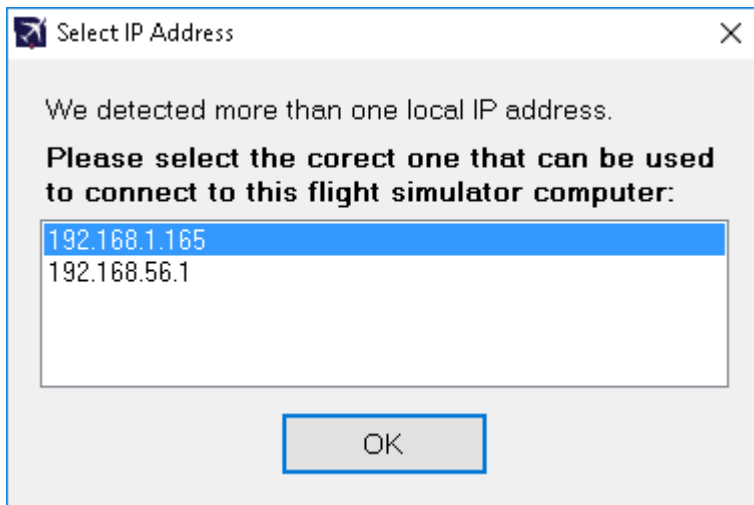 Select IP Address
We detected more than one local IP address.
Please select the corect one that can be used
to connect to this flight simulator computer:
192.168.1.165
192.168.56.1
OK